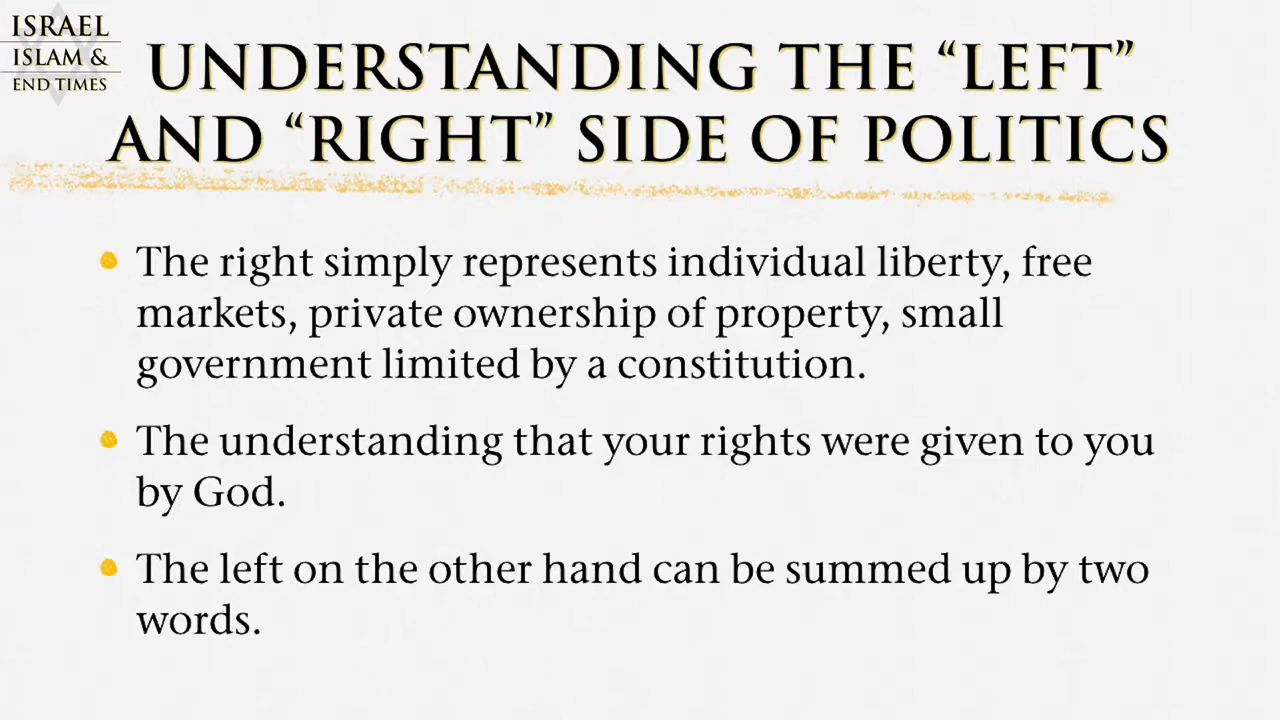 ISRAEL
ISLAM &
END TIMES
UNDERSTANDING THE “LEFT”
AND “RIGHT” SIDE OF POLITICS
The right simply represents individual liberty, free
markets, private ownership of property, small
government limited by a constitution.
The understanding that your rights were given to you
by God.
The left on the other hand can be summed up by two
words.